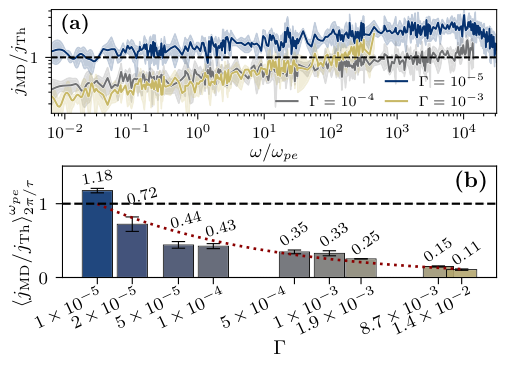 (a)
j_MD/j_Th
1
Γ = 10^−5
Γ = 10^−4
Γ = 10^−3
10^−2 10^−1 10^0 10^1 10^2 10^3 10^4
ω/ω_pe
(b)
⟨j_MD/j_Th⟩^{ω_pe}_{2π/τ}
1
0
1.18
0.72
0.44
0.43
0.35
0.33
0.25
0.15
0.11
1 × 10^−5
2 × 10^−5
5 × 10^−5
1 × 10^−4
5 × 10^−4
1 × 10^−3
1.9 × 10^−3
8.7 × 10^−3
1.4 × 10^−2
Γ